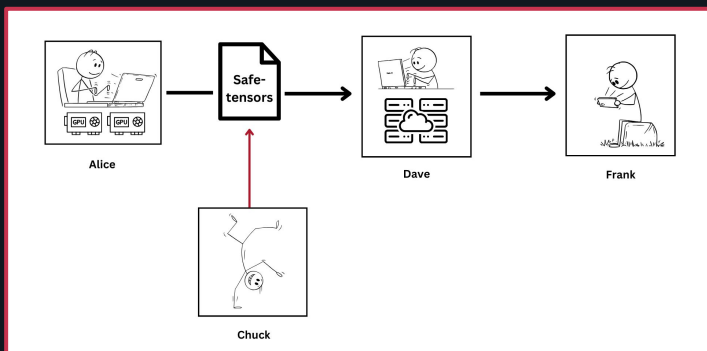 Safe-
tensors
GPU
GPU
Alice
Dave
Frank
Chuck